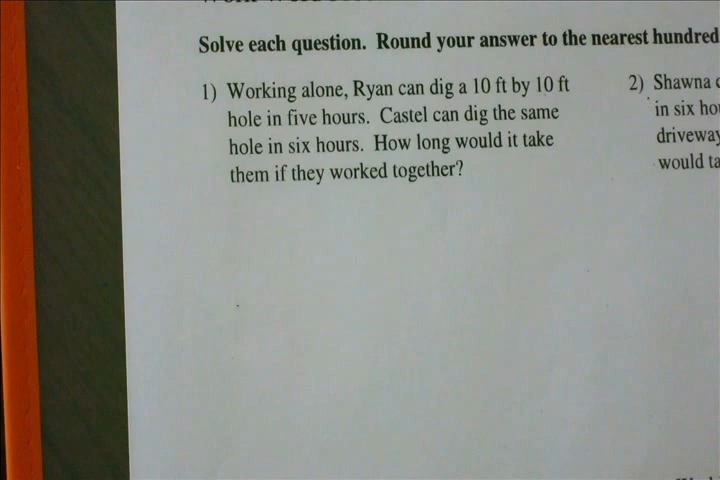 Solve each question. Round your answer to the nearest hundred
1) Working alone, Ryan can dig a 10 ft by 10 ft
hole in five hours. Castel can dig the same
hole in six hours. How long would it take
them if they worked together?
2) Shawna
in six
driveway
would